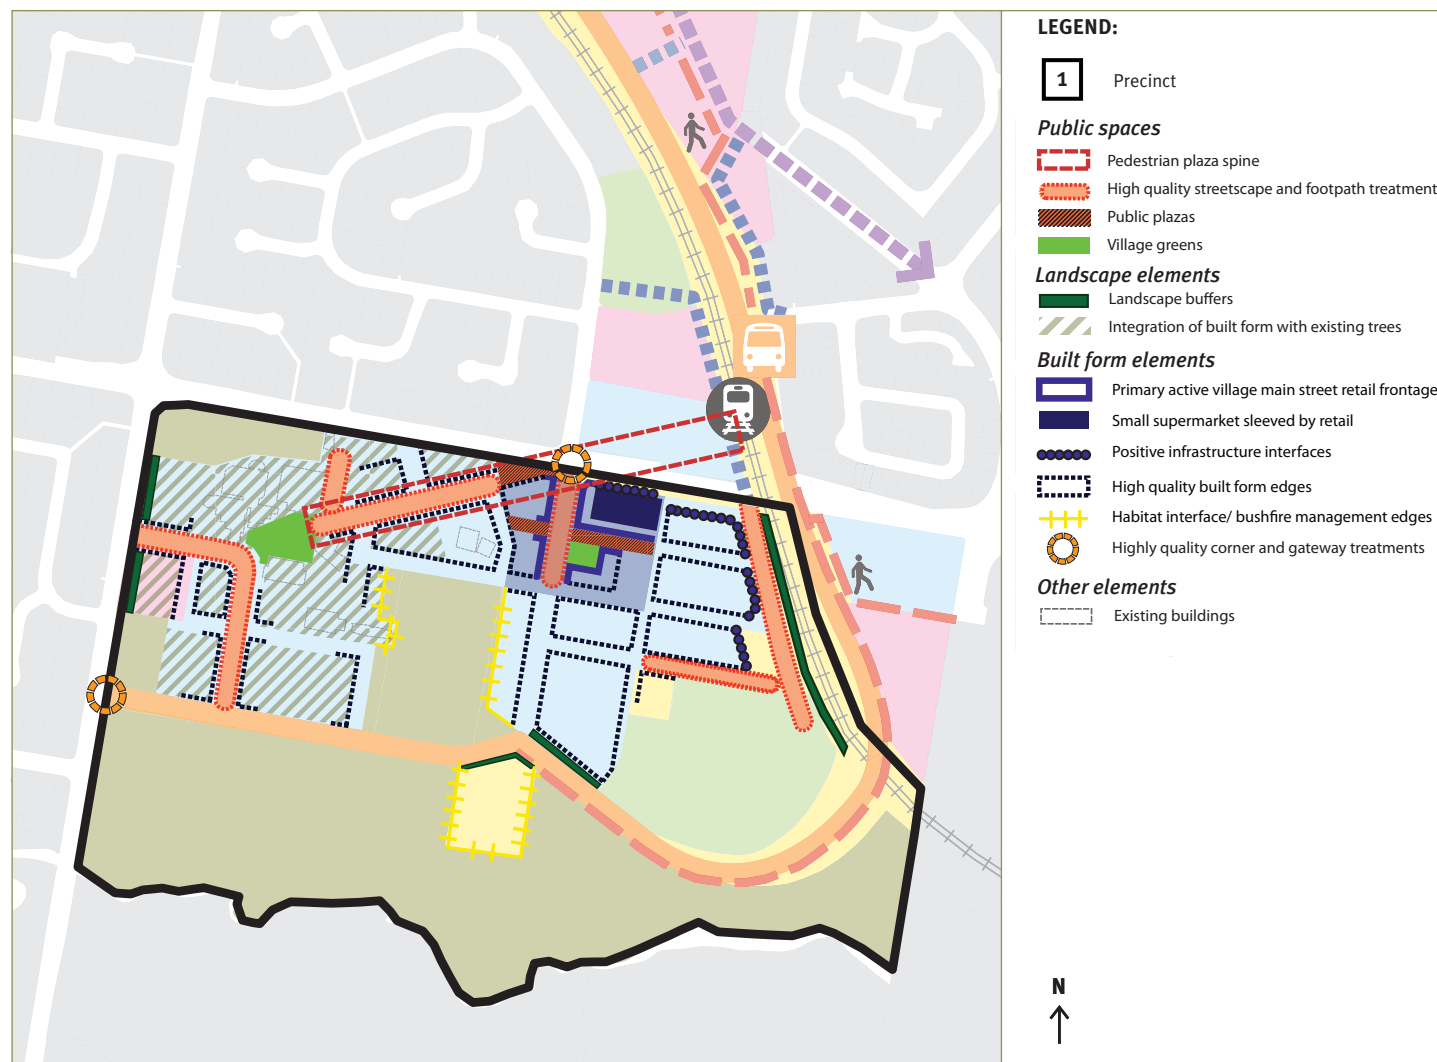 LEGEND:
1 Precinct
Public spaces
Pedestrian plaza spine
High quality streetscape and footpath treatment
Public plazas
Village greens
Landscape elements
Landscape buffers
Integration of built form with existing trees
Built form elements
Primary active village main street retail frontage
Small supermarket sleeved by retail
Positive infrastructure interfaces
High quality built form edges
Habitat interface/ bushfire management edges
Highly quality corner and gateway treatments
Other elements
Existing buildings
N